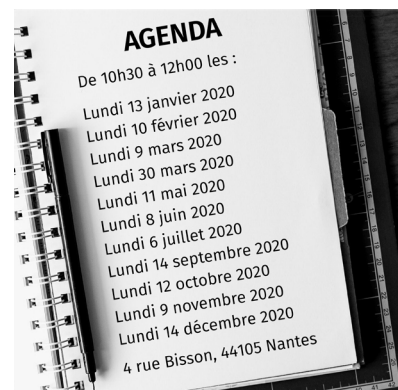 AGENDA
De 10h30 à 12h00 les :
Lundi 13 janvier 2020
Lundi 10 février 2020
Lundi 9 mars 2020
Lundi 30 mars 2020
Lundi 11 mai 2020
Lundi 8 juin 2020
Lundi 6 juillet 2020
Lundi 14 septembre 2020
Lundi 12 octobre 2020
Lundi 9 novembre 2020
Lundi 14 décembre 2020
4 rue Bisson, 44105 Nantes